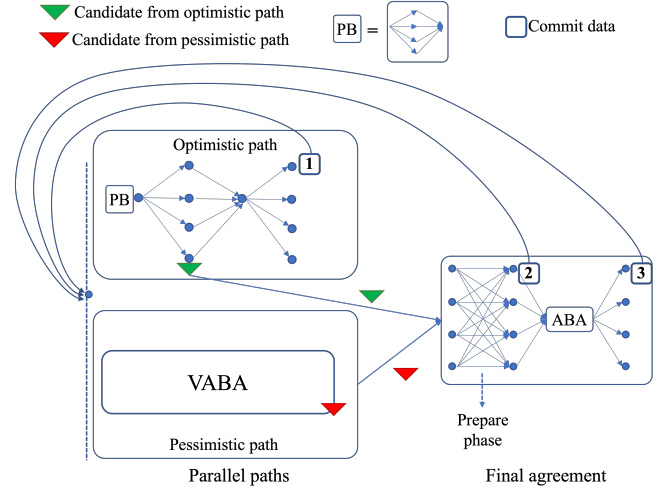 Candidate from optimistic path
Candidate from pessimistic path
PB =
Commit data
Optimistic path
1
PB
2
3
ABA
VABA
Pessimistic path
Prepare
phase
Parallel paths
Final agreement